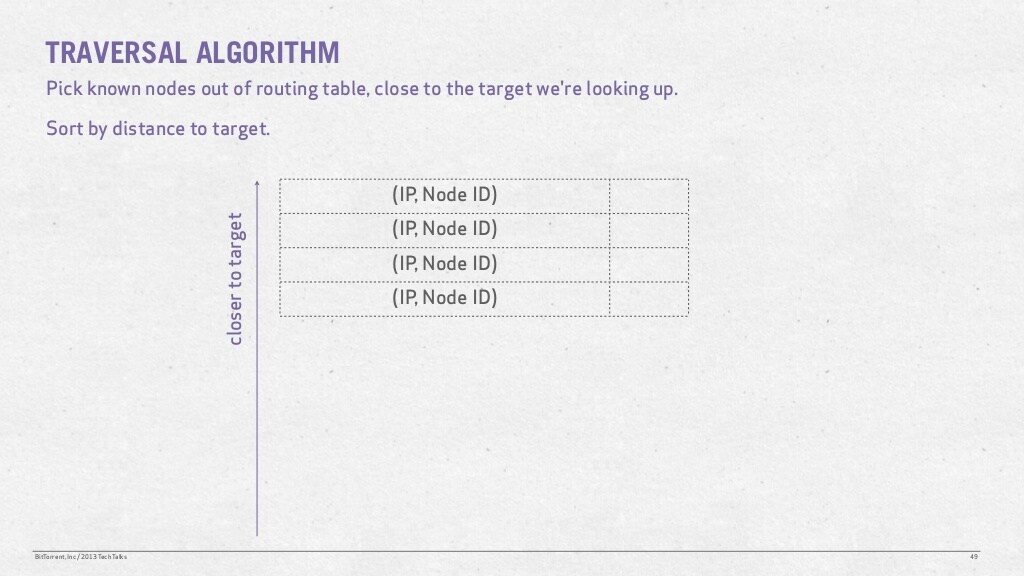 TRAVERSAL ALGORITHM
Pick known nodes out of routing table, close to the target we're looking up.
Sort by distance to target.
closer to target
(IP, Node ID)
(IP, Node ID)
(IP, Node ID)
(IP, Node ID)
BitTorrent, Inc / 2013 Tech Talks
49